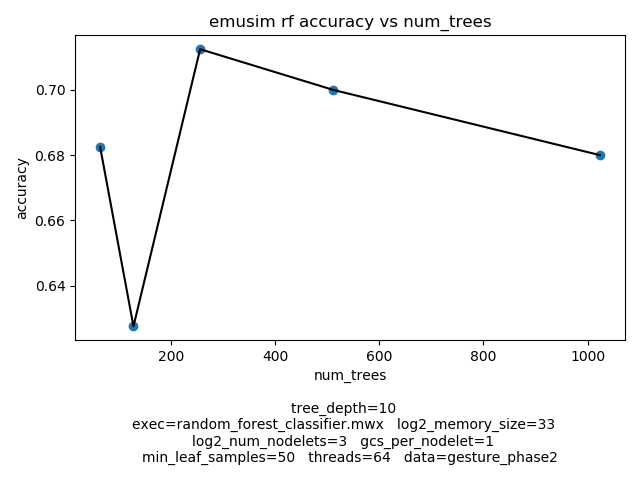 emusim rf accuracy vs num_trees
0.70
0.68
0.66
0.64
accuracy
200 400 600 800 1000
num_trees
tree_depth=10
exec=random_forest_classifier.mwx log2_memory_size=33
log2_num_nodelets=3 gcs_per_nodelet=1
min_leaf_samples=50 threads=64 data=gesture_phase2